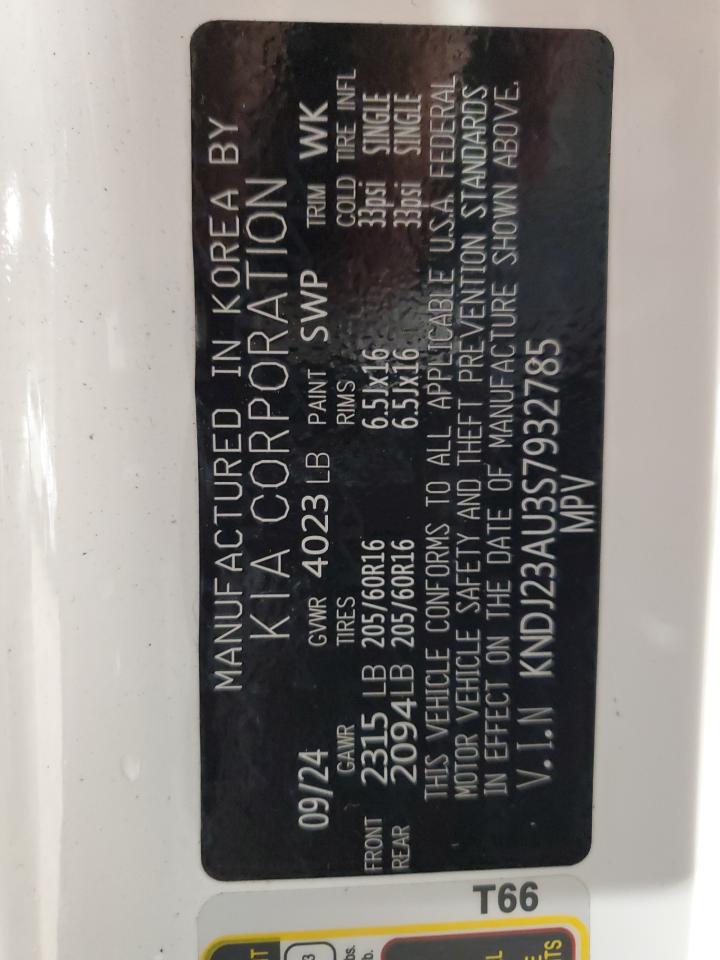 MANUFACTURED IN KOREA BY
KIA CORPORATION
09/24 GVWR 4023 LB PAINT SWP TRIM WK
GAWR TIRES RIMS COLD TIRE INFL
FRONT 2315 LB 205/60R16 6.5Jx16 33psi SINGLE
REAR 2094 LB 205/60R16 6.5Jx16 33psi SINGLE
THIS VEHICLE CONFORMS TO ALL APPLICABLE U.S.A. FEDERAL
MOTOR VEHICLE SAFETY AND THEFT PREVENTION STANDARDS
IN EFFECT ON THE DATE OF MANUFACTURE SHOWN ABOVE.
V.I.N KNDJ23AU3S7932785
MPV
T66